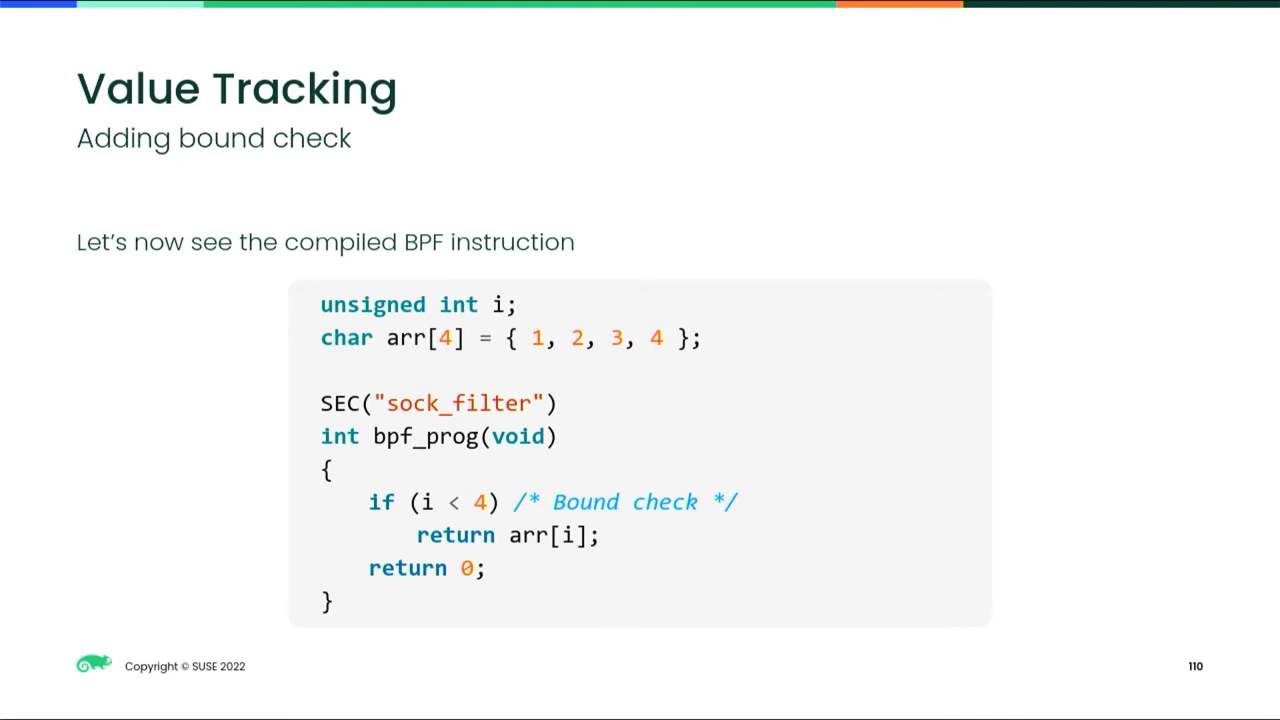 Value Tracking
Adding bound check
Let's now see the compiled BPF instruction
unsigned int i;
char arr[4] = { 1, 2, 3, 4 };
SEC("sock_filter")
int bpf_prog(void)
{
    if (i < 4) /* Bound check */
        return arr[i];
    return 0;
}
Copyright © SUSE 2022
110